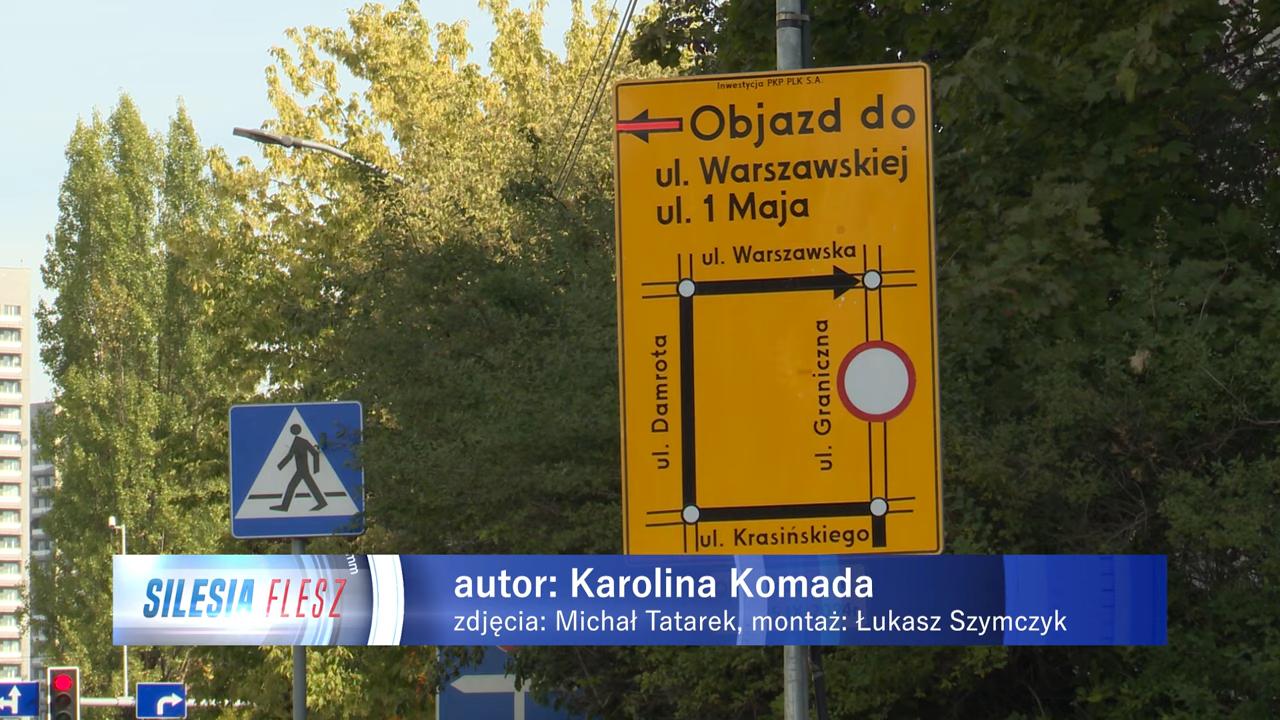 Inwestycja PKP PLK S.A.
Objazd do
ul. Warszawskiej
ul. 1 Maja
ul. Warszawska
ul. Damrota
ul. Graniczna
ul. Krasińskiego
SILESIA FLESZ
autor: Karolina Komada
zdjęcia: Michał Tatarek, montaż: Łukasz Szymczyk